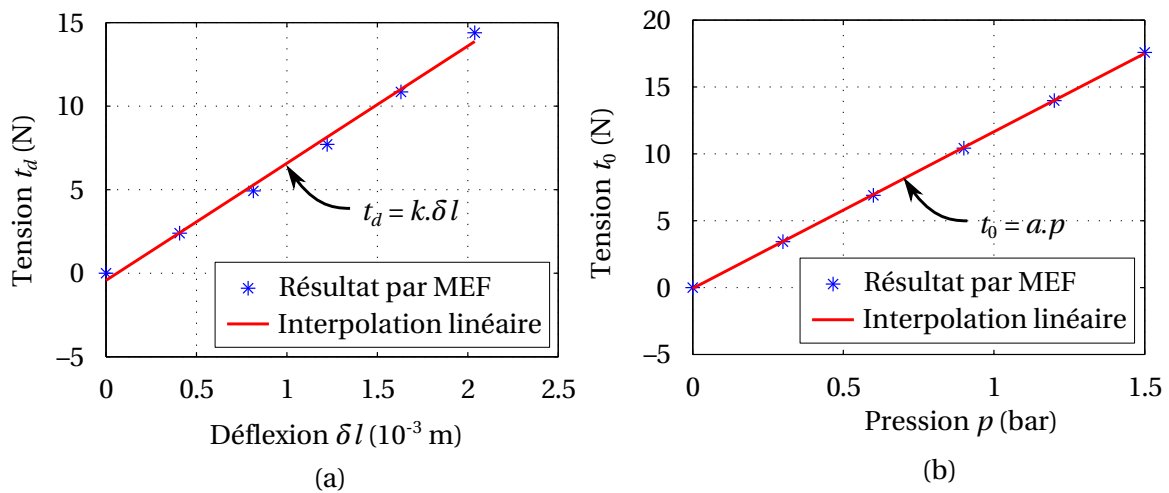 15
10
5
0
−5
0
0.5
1
1.5
2
2.5
Tension t_d (N)
Déflexion δl (10⁻³ m)
t_d = k.δl
Résultat par MEF
Interpolation linéaire
(a)
20
15
10
5
0
−5
0
0.5
1
1.5
Tension t_0 (N)
Pression p (bar)
t_0 = a.p
Résultat par MEF
Interpolation linéaire
(b)